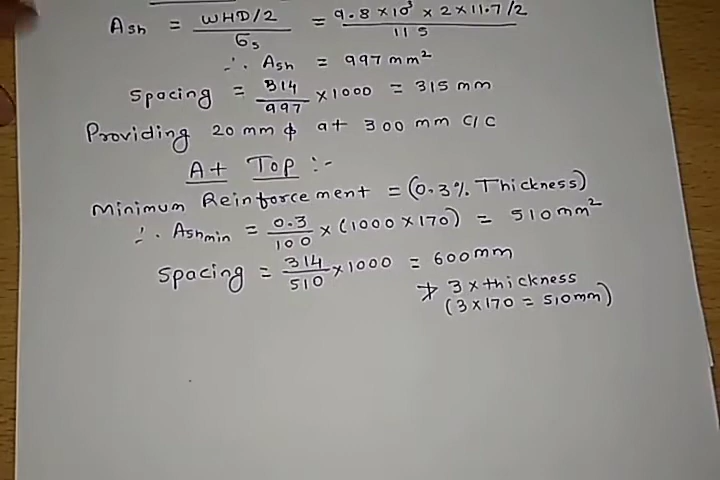 Ash = WHD/2 / σs = 9.8 × 10³ × 2 × 11.7/2 / 115
∴ Ash = 997 mm²
Spacing = 314/997 × 1000 = 315 mm
Providing 20 mm ϕ at 300 mm c/c
At Top :-
Minimum Reinforcement = (0.3% Thickness)
∴ Ashmin = 0.3/100 × (1000 × 170) = 510 mm²
Spacing = 314/510 × 1000 = 600 mm
≯ 3 × thickness
(3 × 170 = 510 mm)